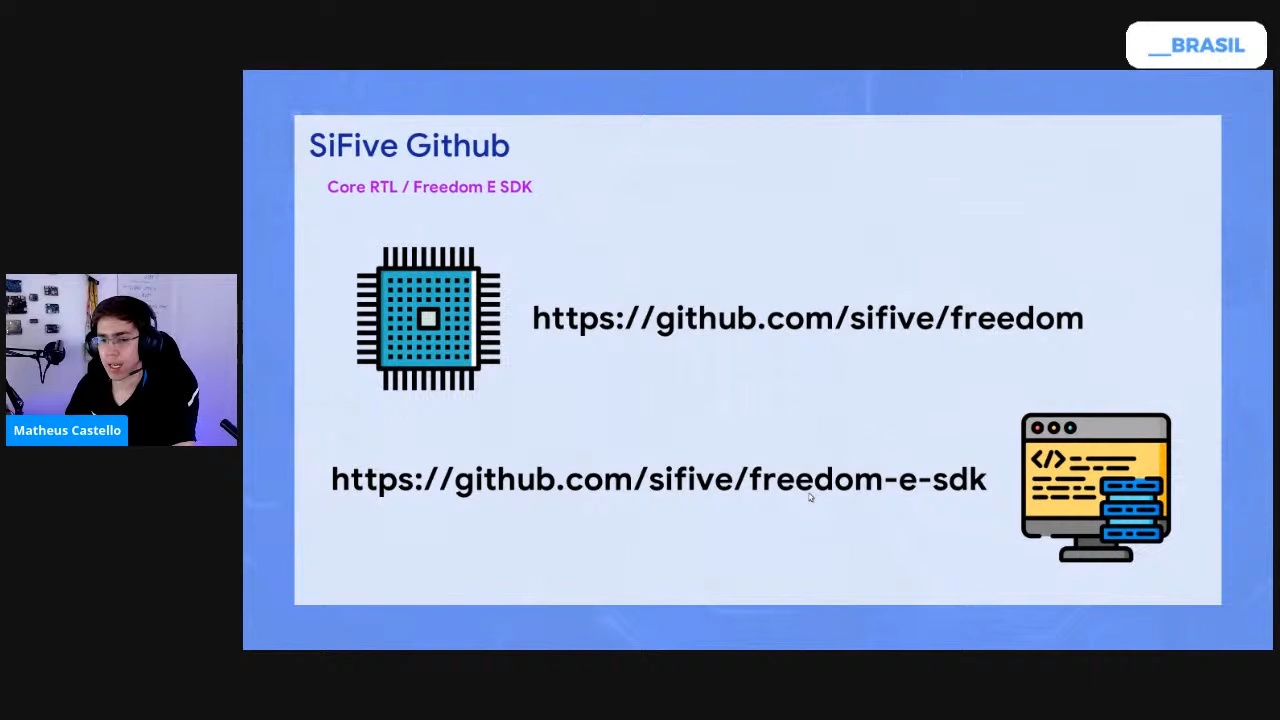 __BRASIL
SiFive Github
Core RTL / Freedom E SDK
https://github.com/sifive/freedom
https://github.com/sifive/freedom-e-sdk
</>
Matheus Castello